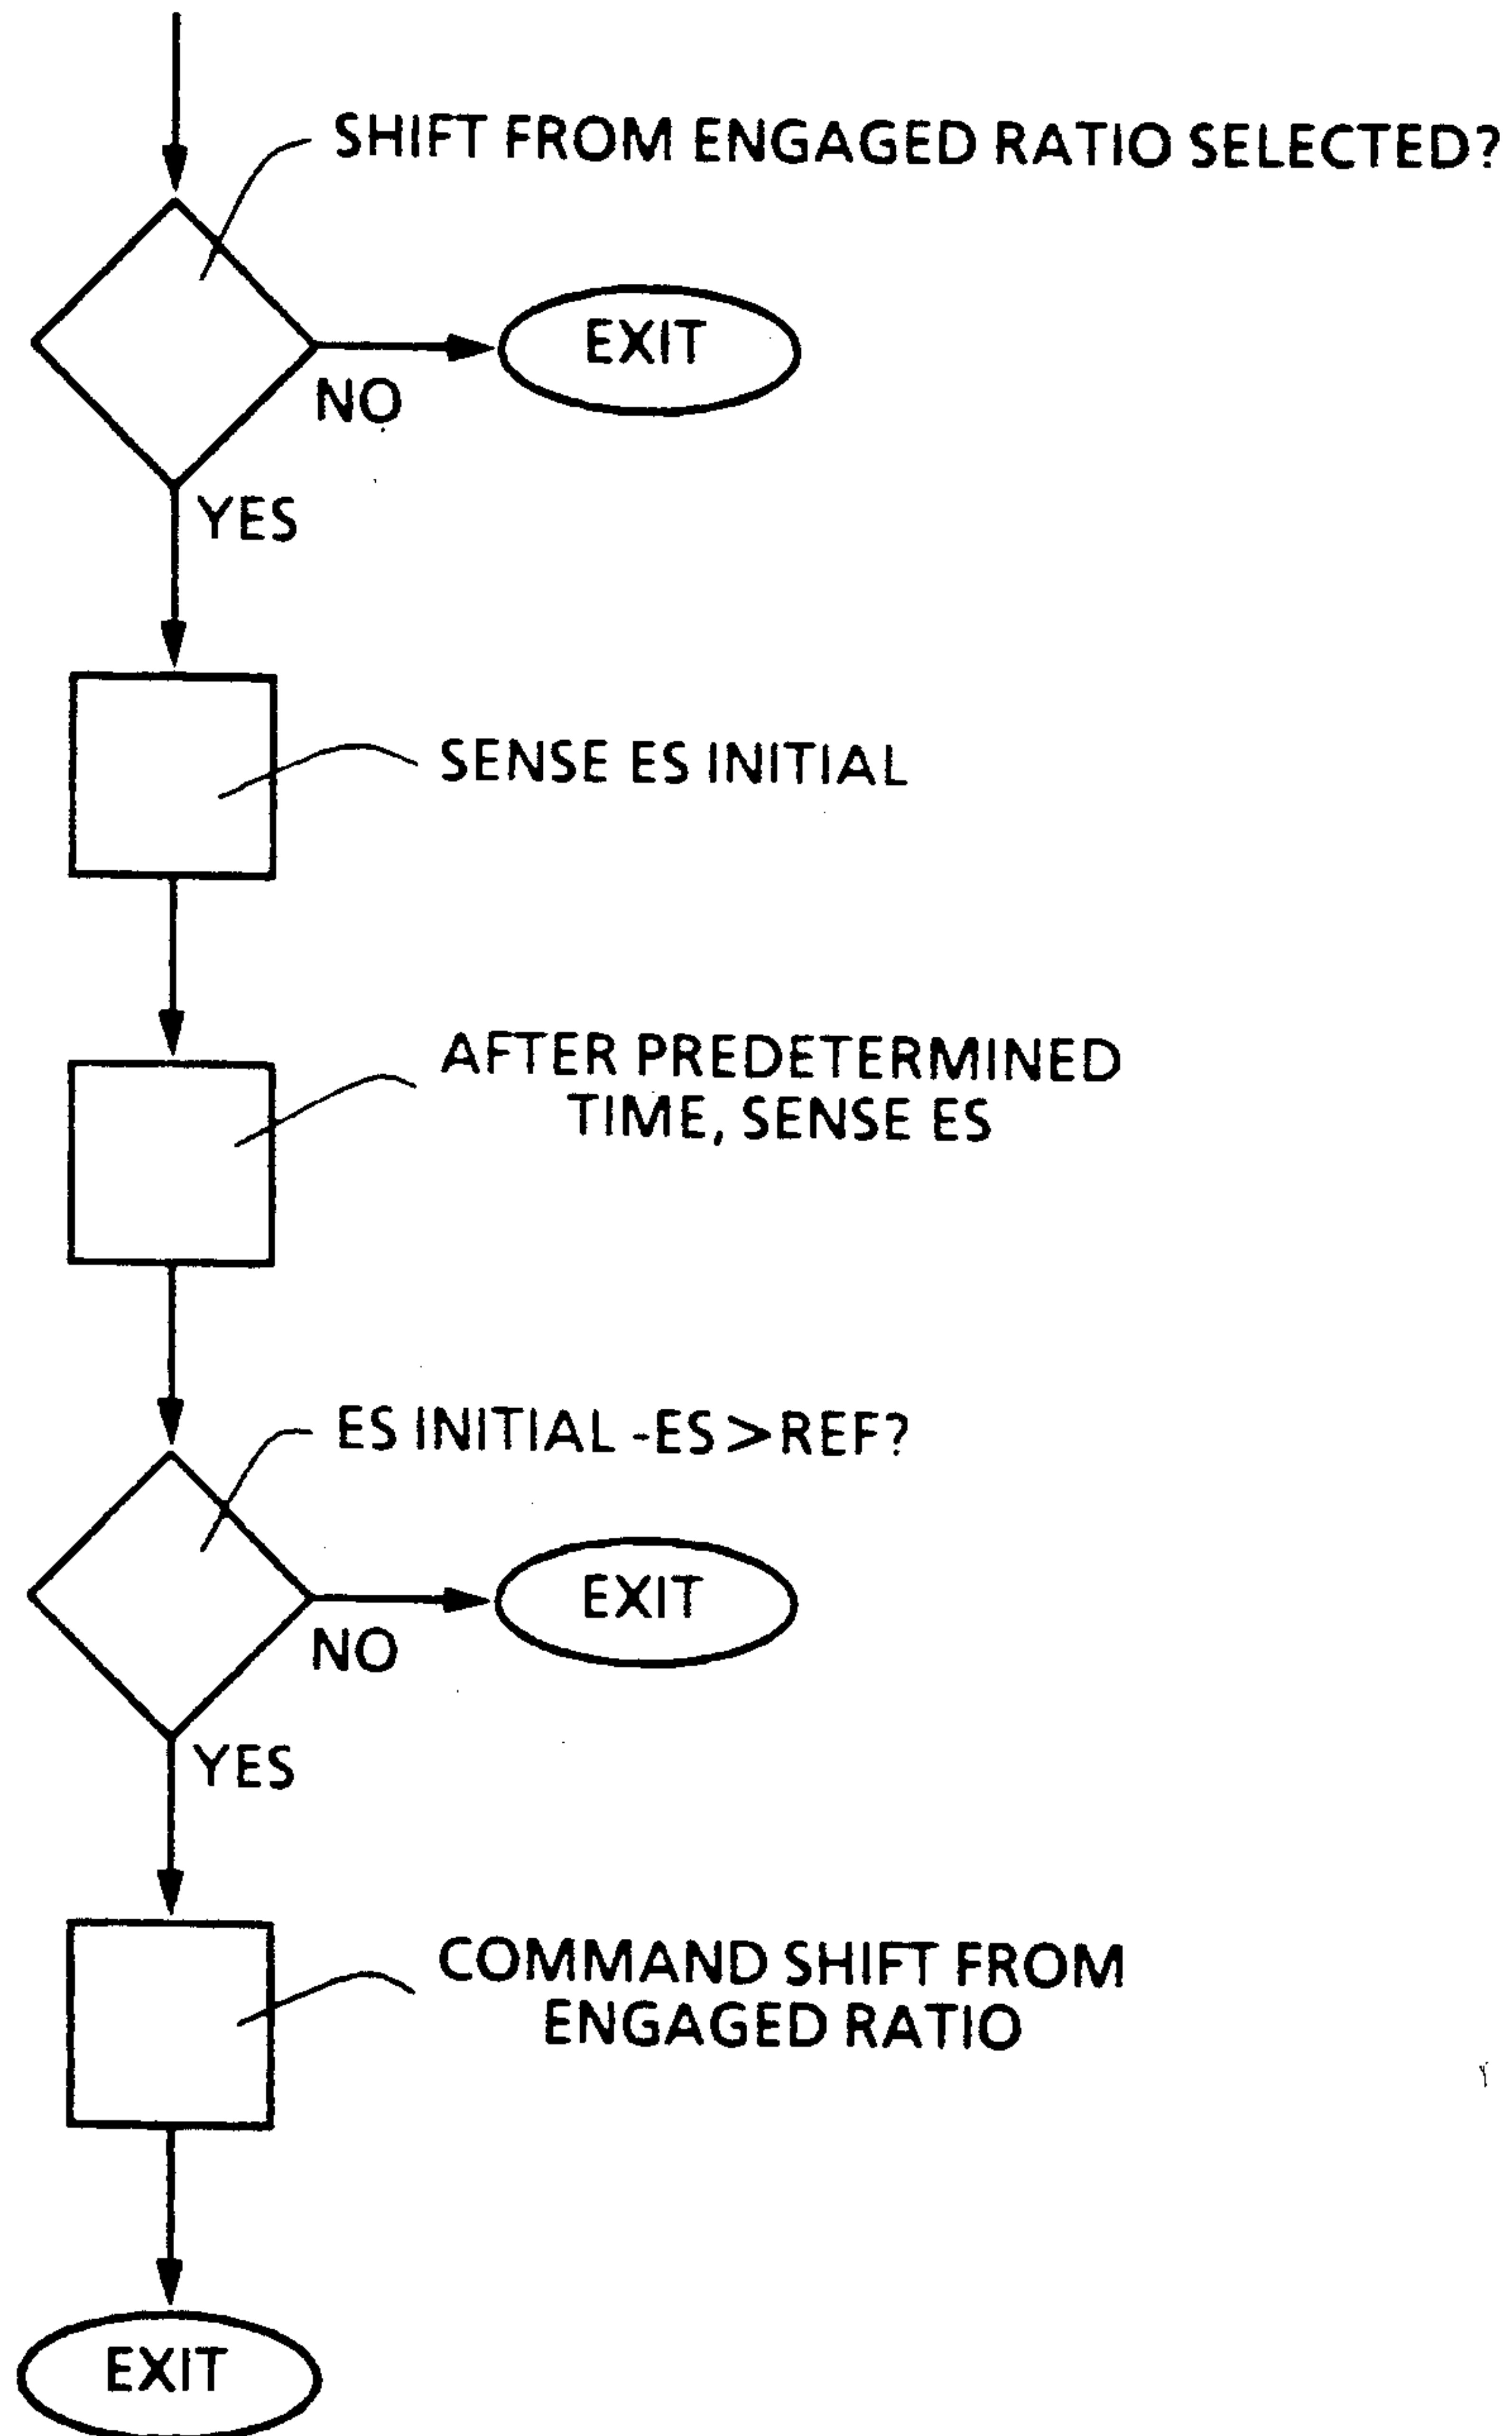 SHIFT FROM ENGAGED RATIO SELECTED?
EXIT
NO
YES
SENSE ES INITIAL
AFTER PREDETERMINED
TIME, SENSE ES
ES INITIAL -ES>REF?
EXIT
NO
YES
COMMAND SHIFT FROM
ENGAGED RATIO
EXIT